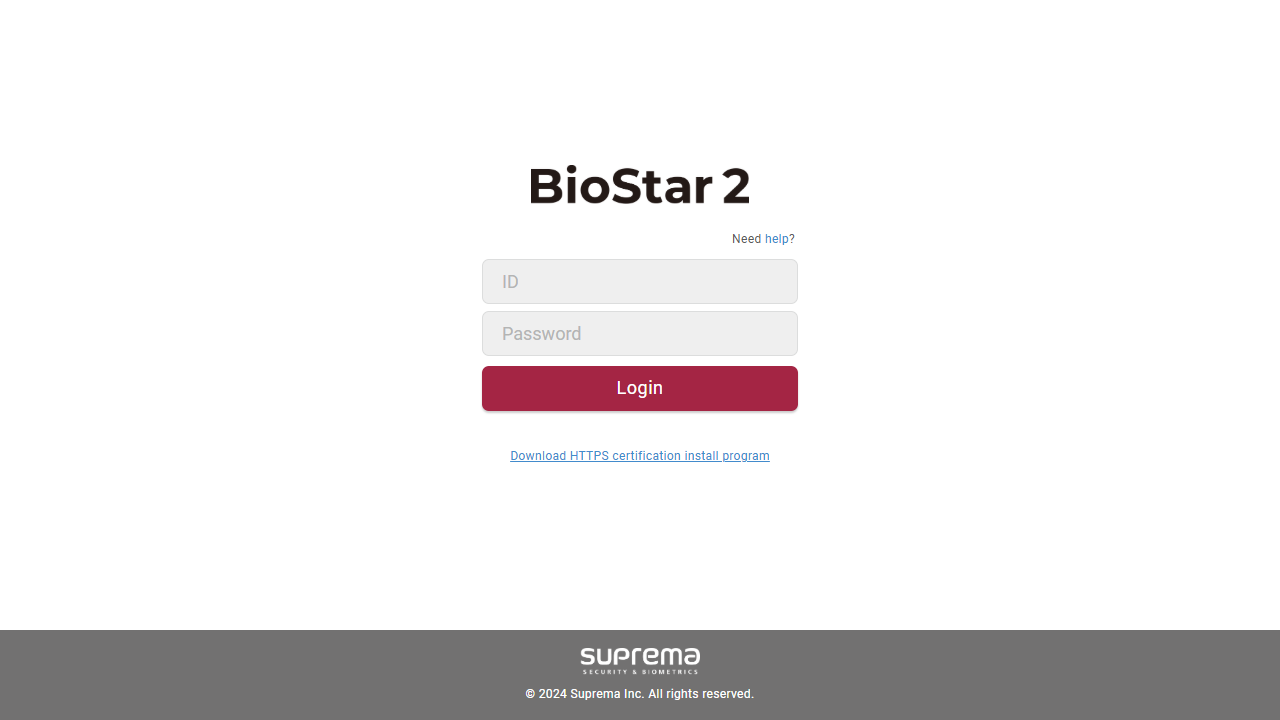 BioStar 2
Need help?
ID
Password
Login
Download HTTPS certification install program
suprema
SECURITY & BIOMETRICS
© 2024 Suprema Inc. All rights reserved.